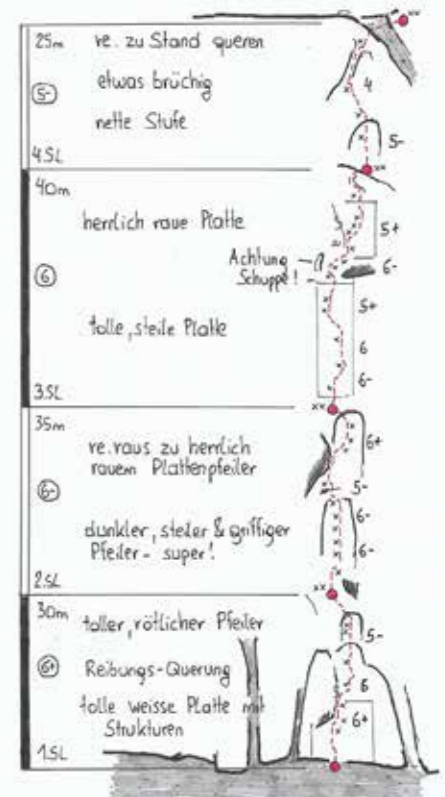 25m re. zu Stand queren
5- etwas brüchig
4
nette Stufe
5-
4.SL
40m
herrlich raue Platte
5+
Achtung
Schuppe!
6-
6
5+
tolle, steile Platte
6
6-
3.SL
35m
6+
re. raus zu herrlich
rauem Plattenpfeiler
6-
5-
6-
dunkler, steiler & griffiger
Pfeiler - super!
6-
2.SL
30m toller, rötlicher Pfeiler
5-
6+ Reibungs-Querung
6
tolle weisse Platte mit
Strukturen
6+
1.SL